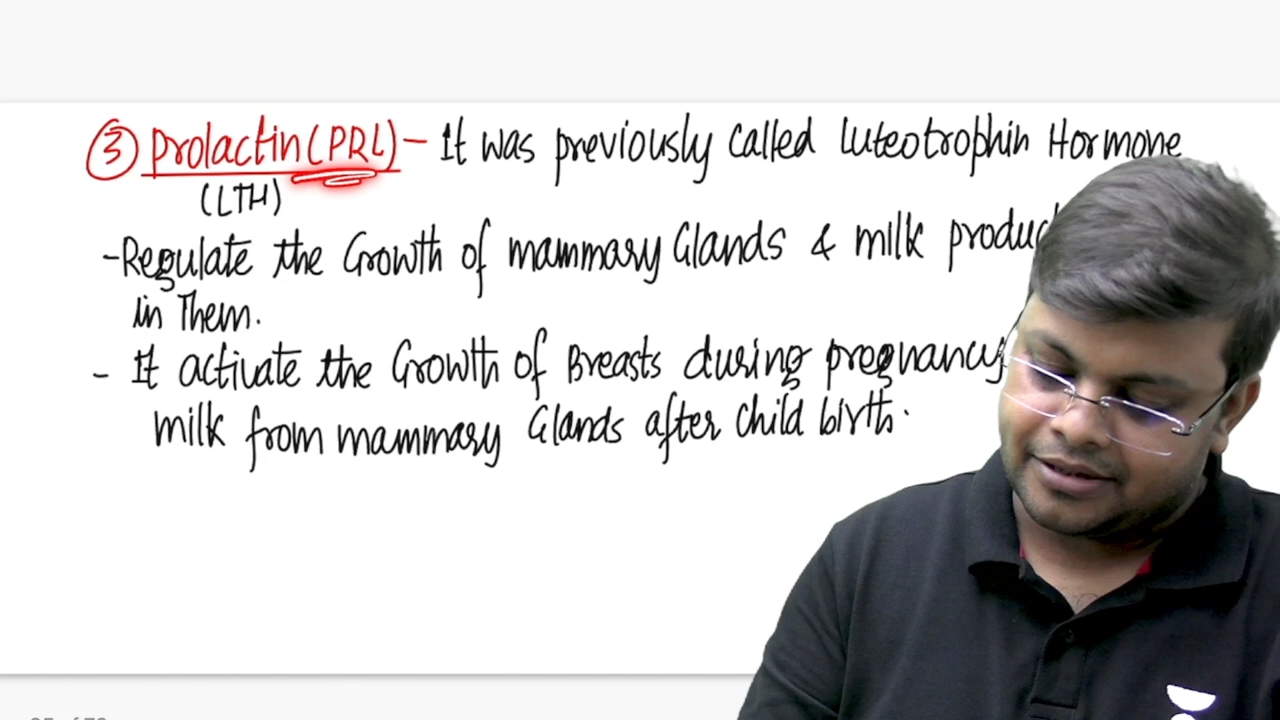 ③ Prolactin (PRL) - It was previously called Luteotrophin Hormone
(LTH)
- Regulate the Growth of mammary Glands & milk produc
in Them.
- It activate the Growth of Breasts during pregnancy
milk from mammary Glands after child birth.